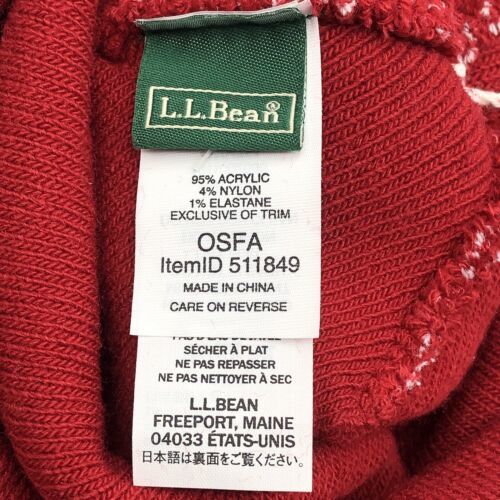 L.L.Bean®
95% ACRYLIC
4% NYLON
1% ELASTANE
EXCLUSIVE OF TRIM
OSFA
ItemID 511849
MADE IN CHINA
CARE ON REVERSE
SÉCHER À PLAT
NE PAS REPASSER
NE PAS NETTOYER À SEC
L.L.BEAN
FREEPORT, MAINE
04033 ÉTATS-UNIS
日本語は裏面をご覧ください。